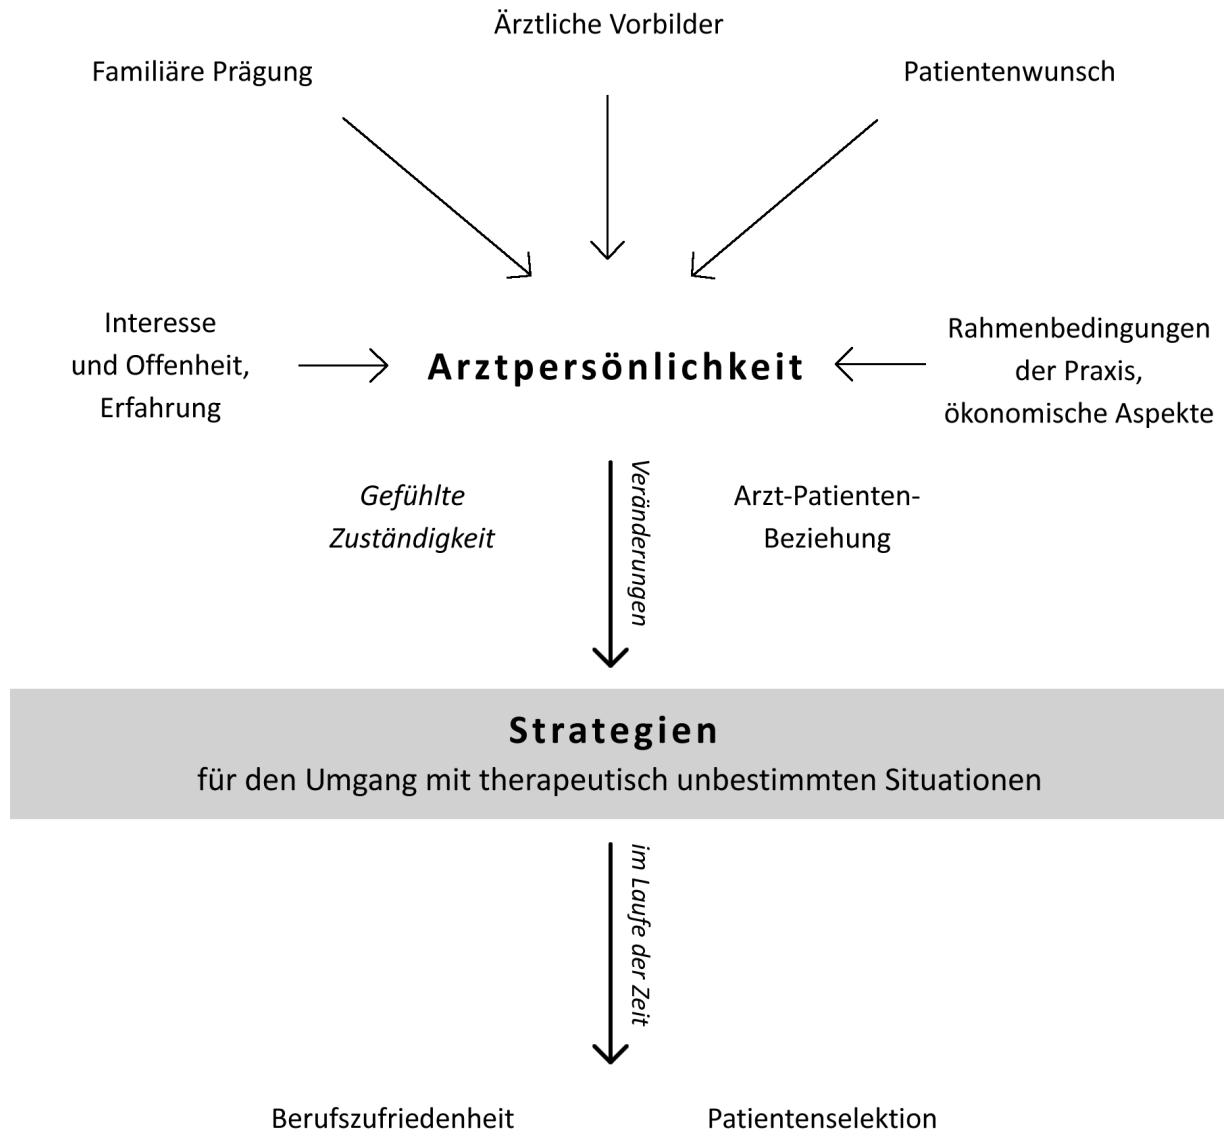 Ärztliche Vorbilder
Familiäre Prägung
Patientenwunsch
Interesse
und Offenheit,
Erfahrung
Arztpersönlichkeit
Rahmenbedingungen
der Praxis,
ökonomische Aspekte
Gefühlte
Zuständigkeit
Veränderungen
Arzt-Patienten-
Beziehung
Strategien
für den Umgang mit therapeutisch unbestimmten Situationen
im Laufe der Zeit
Berufszufriedenheit
Patientenselektion